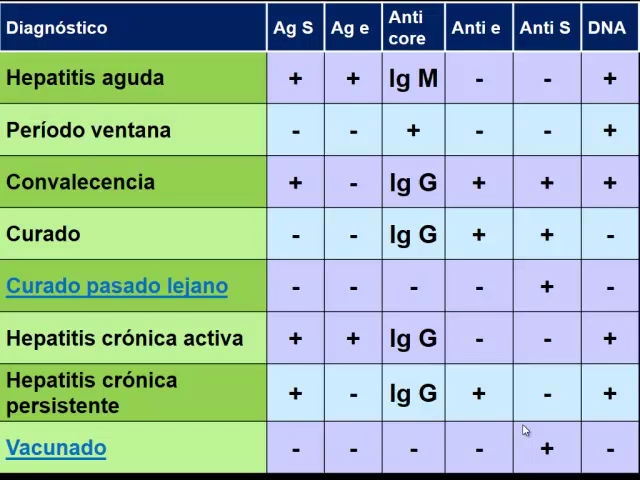 Diagnóstico Ag S Ag e Anti core Anti e Anti S DNA
Hepatitis aguda + + Ig M - - +
Período ventana - - + - - +
Convalecencia + - Ig G + + +
Curado - - Ig G + + -
Curado pasado lejano - - - - + -
Hepatitis crónica activa + + Ig G - - +
Hepatitis crónica persistente + - Ig G + - +
Vacunado - - - - + -